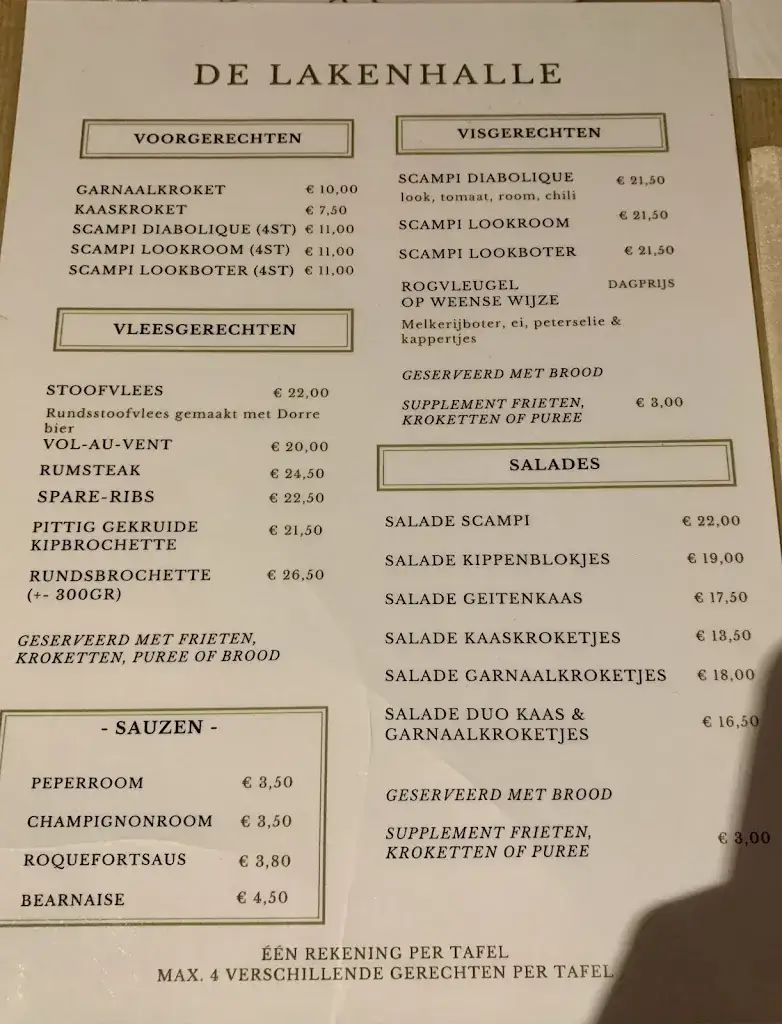 DE LAKENHALLE
VOORGERECHTEN
GARNAALKROKET € 10,00
KAASKROKET € 7,50
SCAMPI DIABOLIQUE (4ST) € 11,00
SCAMPI LOOKROOM (4ST) € 11,00
SCAMPI LOOKBOTER (4ST) € 11,00
VLEESGERECHTEN
STOOFVLEES € 22,00
Rundsstoofvlees gemaakt met Dorre
bier
VOL-AU-VENT € 20,00
RUMSTEAK € 24,50
SPARE-RIBS € 22,50
PITTIG GEKRUIDE € 21,50
KIPBROCHETTE
RUNDSBROCHETTE € 26,50
(+- 300GR)
GESERVEERD MET FRIETEN,
KROKETTEN, PUREE OF BROOD
- SAUZEN -
PEPERROOM € 3,50
CHAMPIGNONROOM € 3,50
ROQUEFORTSAUS € 3,80
BEARNAISE € 4,50
VISGERECHTEN
SCAMPI DIABOLIQUE € 21,50
look, tomaat, room, chili
SCAMPI LOOKROOM € 21,50
SCAMPI LOOKBOTER € 21,50
ROGVLEUGEL DAGPRIJS
OP WEENSE WIJZE
Melkerijboter, ei, peterselie &
kappertjes
GESERVEERD MET BROOD
SUPPLEMENT FRIETEN, € 3,00
KROKETTEN OF PUREE
SALADES
SALADE SCAMPI € 22,00
SALADE KIPPENBLOKJES € 19,00
SALADE GEITENKAAS € 17,50
SALADE KAASKROKETJES € 13,50
SALADE GARNAALKROKETJES € 18,00
SALADE DUO KAAS & € 16,50
GARNAALKROKETJES
GESERVEERD MET BROOD
SUPPLEMENT FRIETEN, € 3,00
KROKETTEN OF PUREE
ÉÉN REKENING PER TAFEL
MAX. 4 VERSCHILLENDE GERECHTEN PER TAFEL